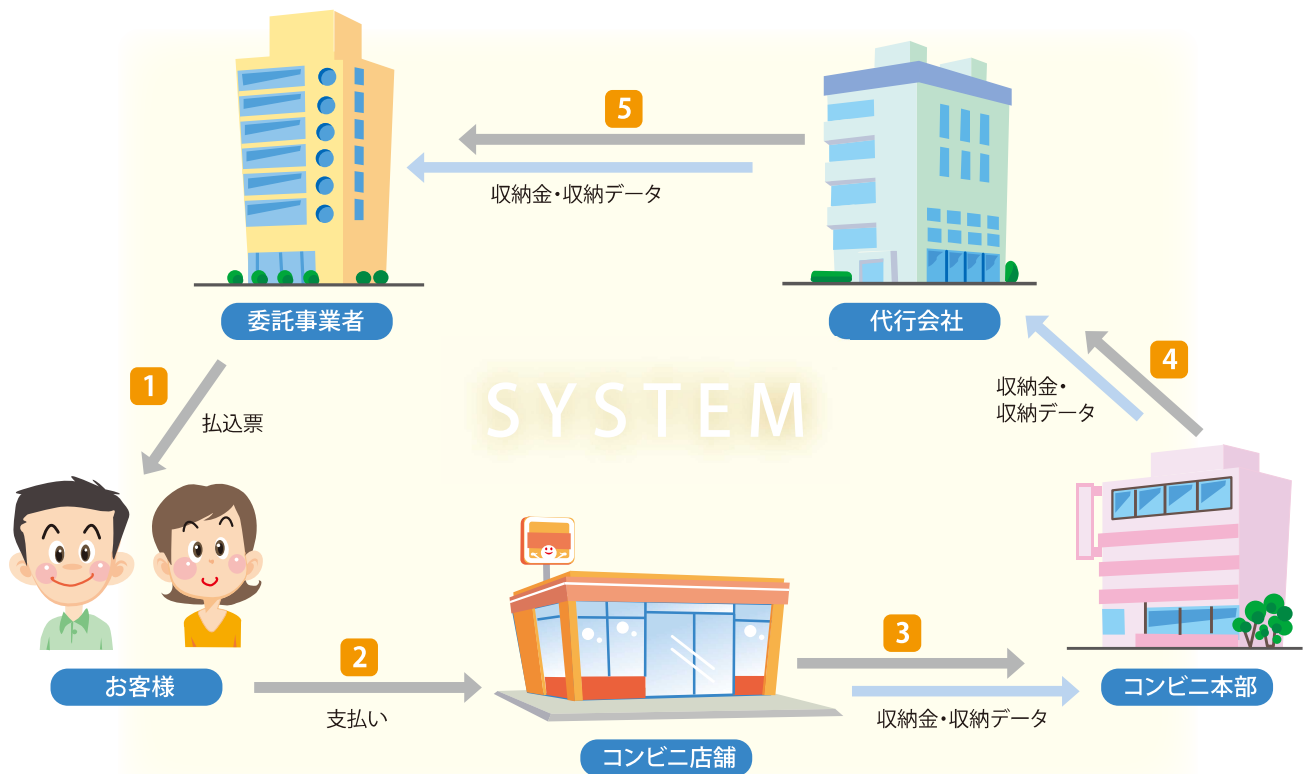 5
収納金・収納データ
委託事業者
代行会社
1
払込票
SYSTEM
4
収納金・
収納データ
お客様
2
支払い
コンビニ店舗
3
収納金・収納データ
コンビニ本部